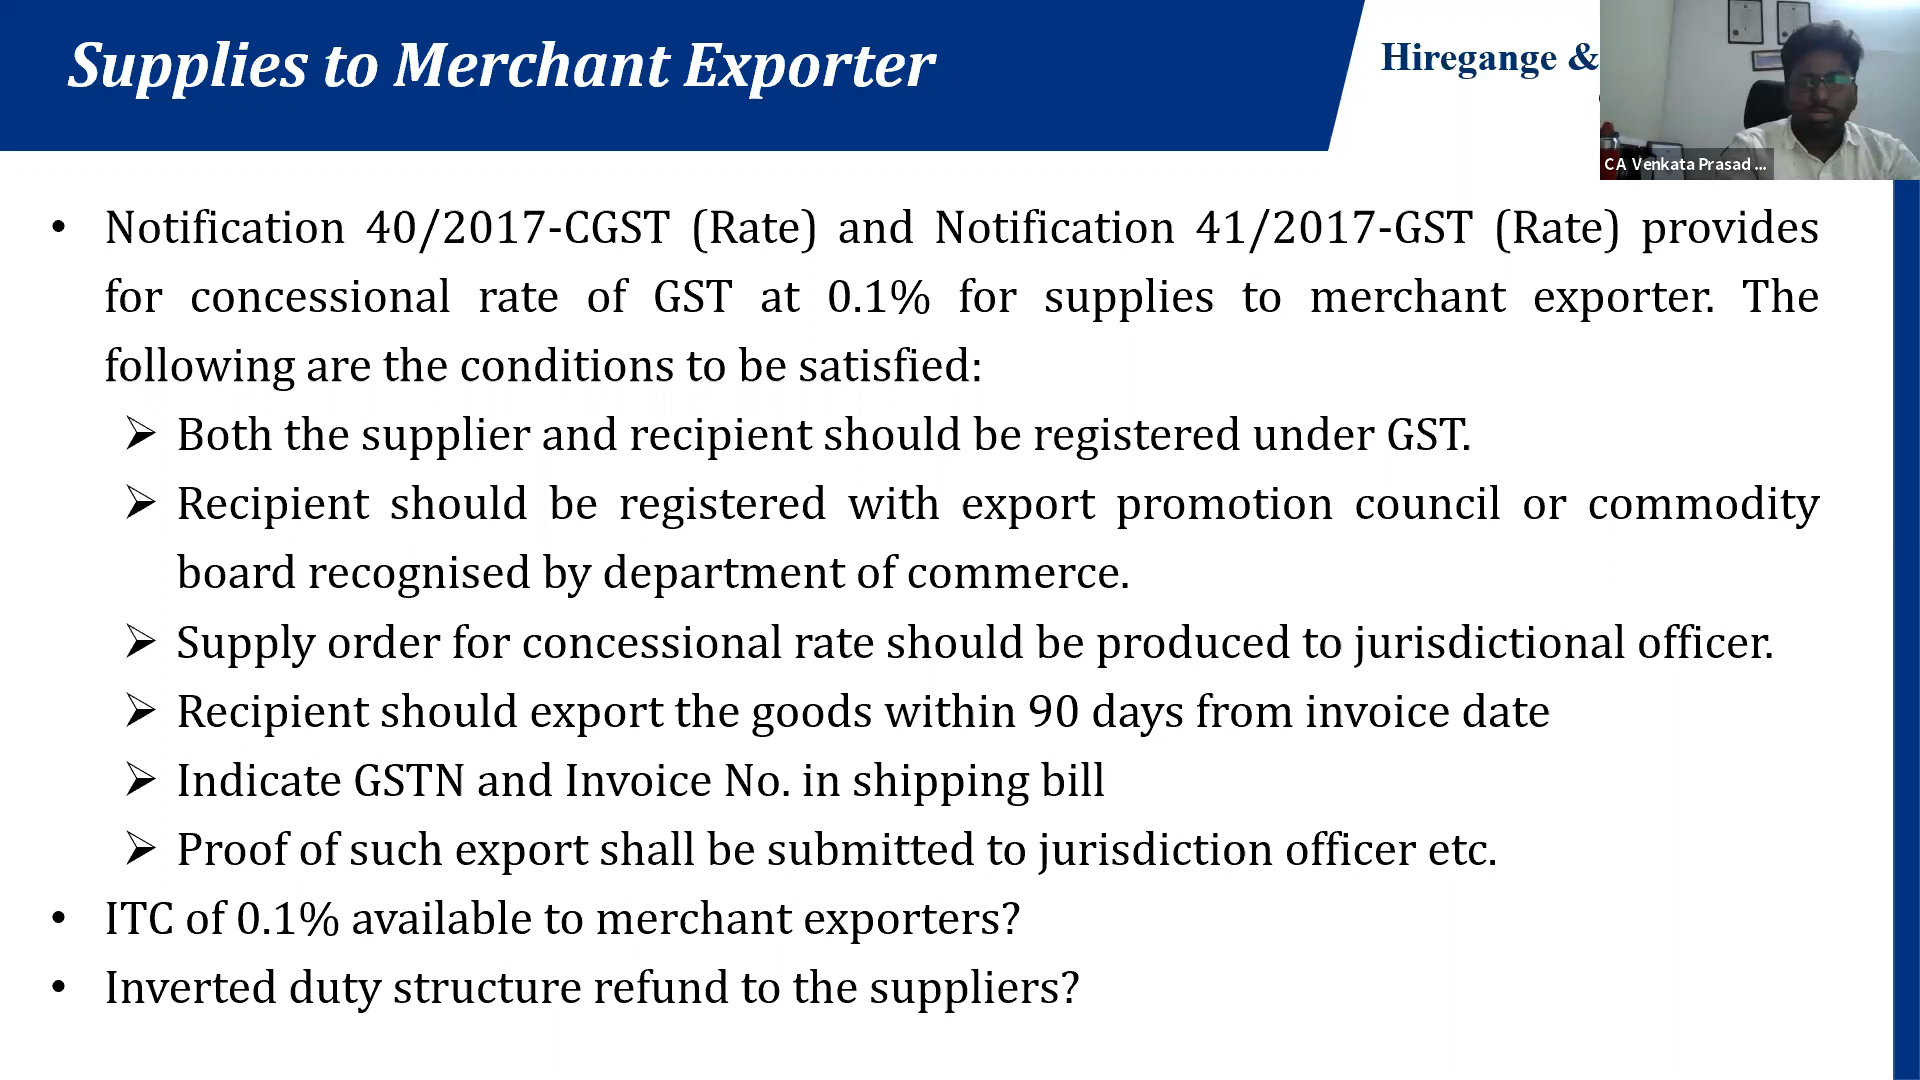 Supplies to Merchant Exporter
Hiregange &
CA Venkata Prasad ...
• Notification 40/2017-CGST (Rate) and Notification 41/2017-GST (Rate) provides
for concessional rate of GST at 0.1% for supplies to merchant exporter. The
following are the conditions to be satisfied:
➢ Both the supplier and recipient should be registered under GST.
➢ Recipient should be registered with export promotion council or commodity
board recognised by department of commerce.
➢ Supply order for concessional rate should be produced to jurisdictional officer.
➢ Recipient should export the goods within 90 days from invoice date
➢ Indicate GSTN and Invoice No. in shipping bill
➢ Proof of such export shall be submitted to jurisdiction officer etc.
• ITC of 0.1% available to merchant exporters?
• Inverted duty structure refund to the suppliers?